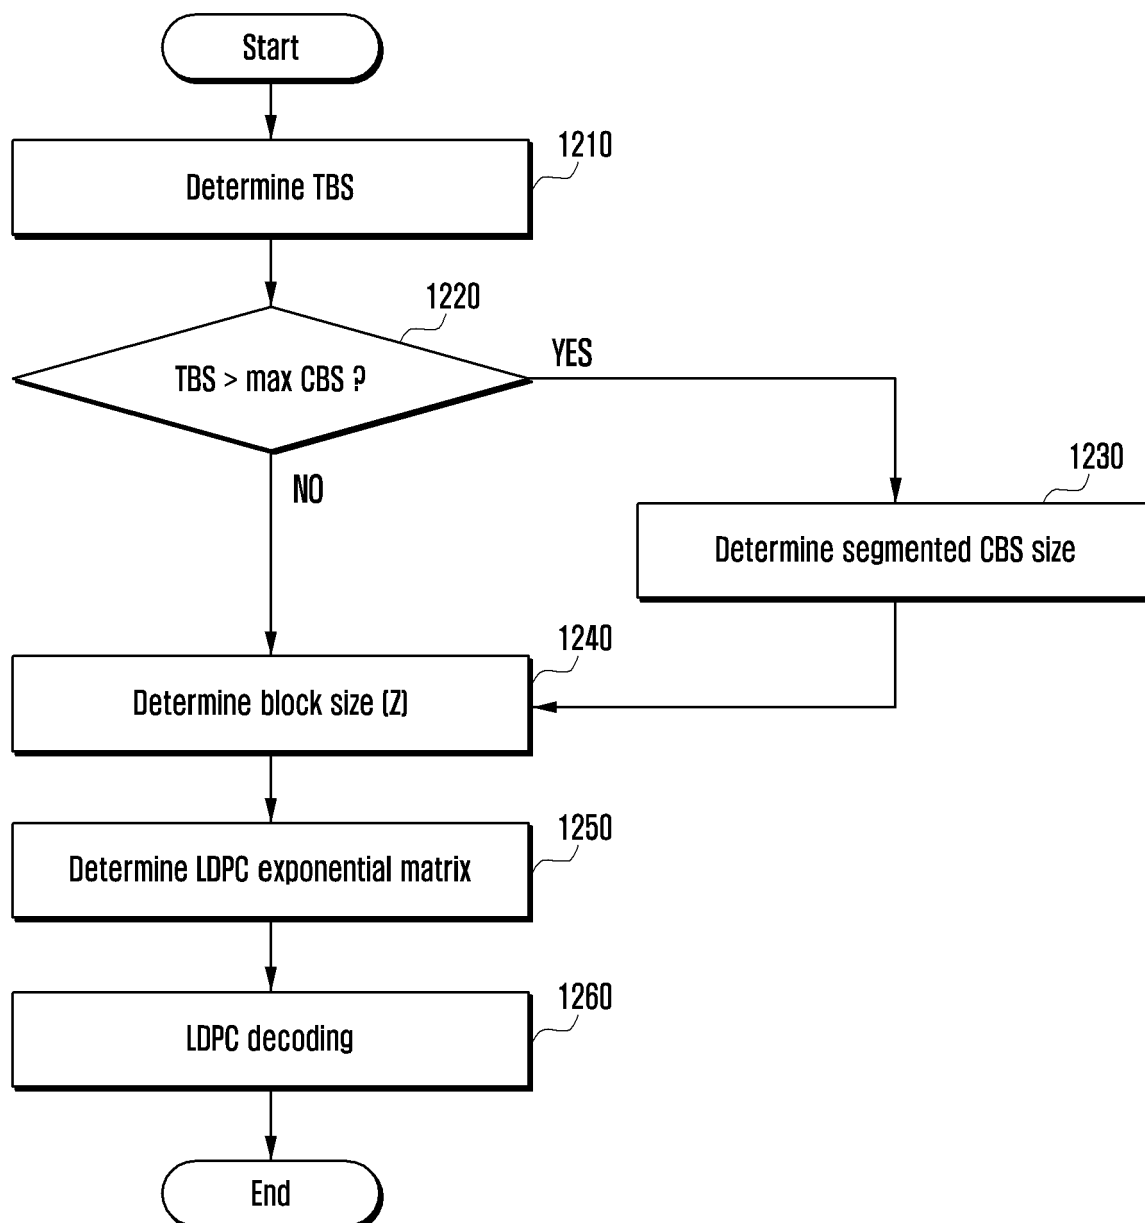 Start
1210
Determine TBS
1220
TBS > max CBS ?
YES
NO
1230
Determine segmented CBS size
1240
Determine block size (Z)
1250
Determine LDPC exponential matrix
1260
LDPC decoding
End